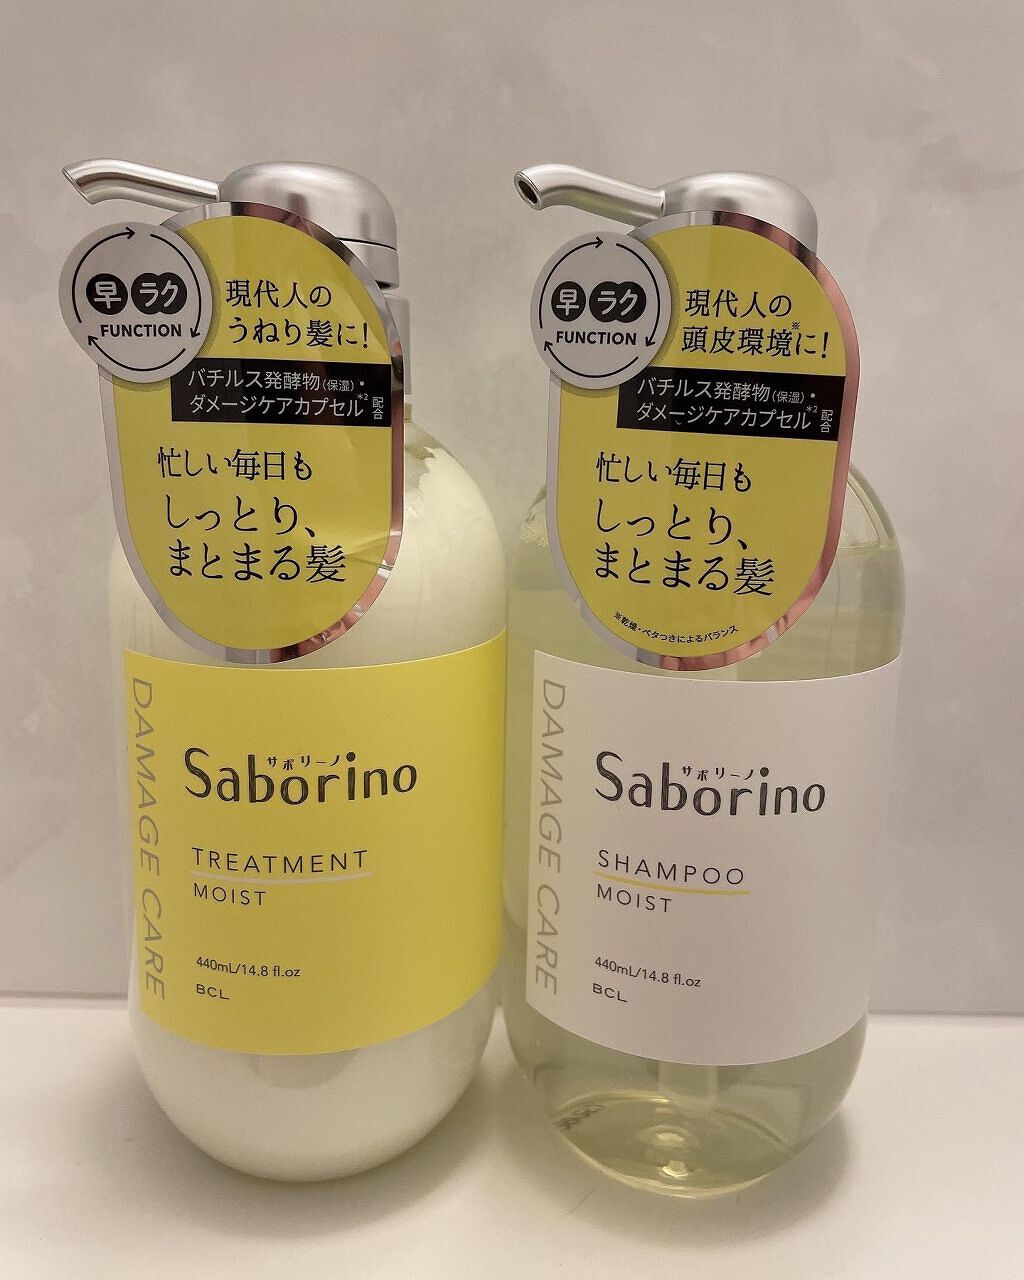 早 ラク
FUNCTION
現代人の
うねり髪に!
バチルス発酵物(保湿)・
ダメージケアカプセル*2 配合
忙しい毎日も
しっとり、
まとまる髪
DAMAGE CARE
サボリーノ
Saborino
TREATMENT
MOIST
440mL/14.8 fl.oz
BCL
早 ラク
FUNCTION
現代人の
頭皮環境※に!
バチルス発酵物(保湿)・
ダメージケアカプセル*2 配合
忙しい毎日も
しっとり、
まとまる髪
※乾燥・ベタつきによるバランス
DAMAGE CARE
サボリーノ
Saborino
SHAMPOO
MOIST
440mL/14.8 fl.oz
BCL